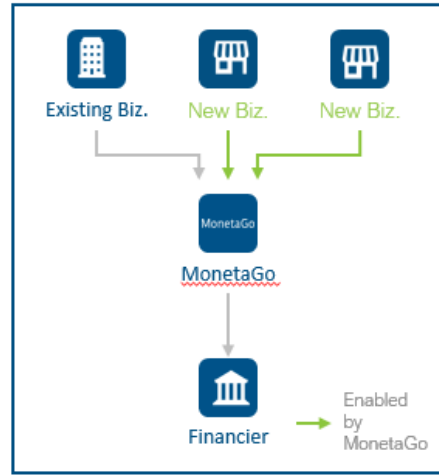 Existing Biz.
New Biz.
New Biz.
MonetaGo
MonetaGo
Financier
Enabled
by
MonetaGo